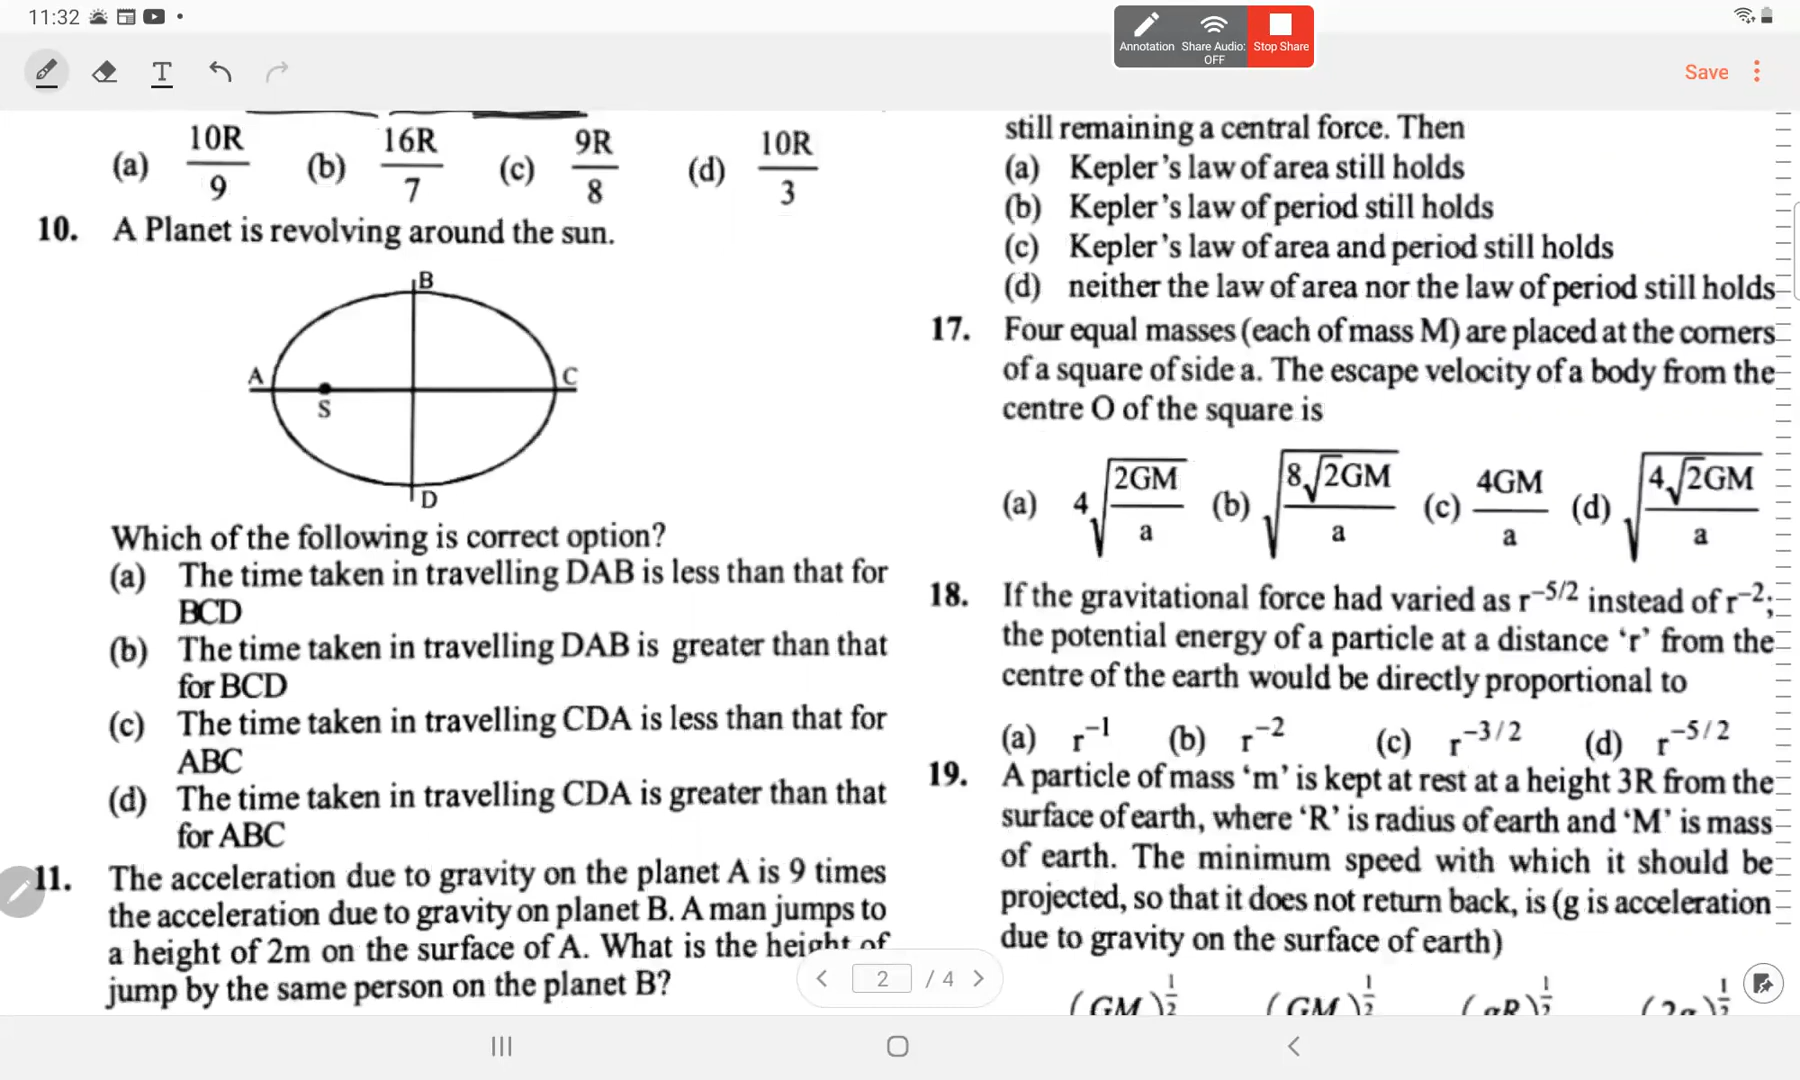 11:32
Annotation
Share Audio: OFF
Stop Share
T
Save
(a) 10R/9 (b) 16R/7 (c) 9R/8 (d) 10R/3
10. A Planet is revolving around the sun.
B
A
C
S
D
Which of the following is correct option?
(a) The time taken in travelling DAB is less than that for
BCD
(b) The time taken in travelling DAB is greater than that
for BCD
(c) The time taken in travelling CDA is less than that for
ABC
(d) The time taken in travelling CDA is greater than that
for ABC
11. The acceleration due to gravity on the planet A is 9 times
the acceleration due to gravity on planet B. A man jumps to
a height of 2m on the surface of A. What is the height of
jump by the same person on the planet B?
still remaining a central force. Then
(a) Kepler's law of area still holds
(b) Kepler's law of period still holds
(c) Kepler's law of area and period still holds
(d) neither the law of area nor the law of period still holds
17. Four equal masses (each of mass M) are placed at the corners
of a square of side a. The escape velocity of a body from the
centre O of the square is
(a) 4√(2GM/a) (b) √(8√2GM/a) (c) 4GM/a (d) √(4√2GM/a)
18. If the gravitational force had varied as r⁻⁵/² instead of r⁻²;
the potential energy of a particle at a distance ‘r’ from the
centre of the earth would be directly proportional to
(a) r⁻¹ (b) r⁻² (c) r⁻³/² (d) r⁻⁵/²
19. A particle of mass ‘m’ is kept at rest at a height 3R from the
surface of earth, where ‘R’ is radius of earth and ‘M’ is mass
of earth. The minimum speed with which it should be
projected, so that it does not return back, is (g is acceleration
due to gravity on the surface of earth)
(GM)^1/2 (GM)^1/2 (gR)^1/2 (2g)^1/2
2 / 4